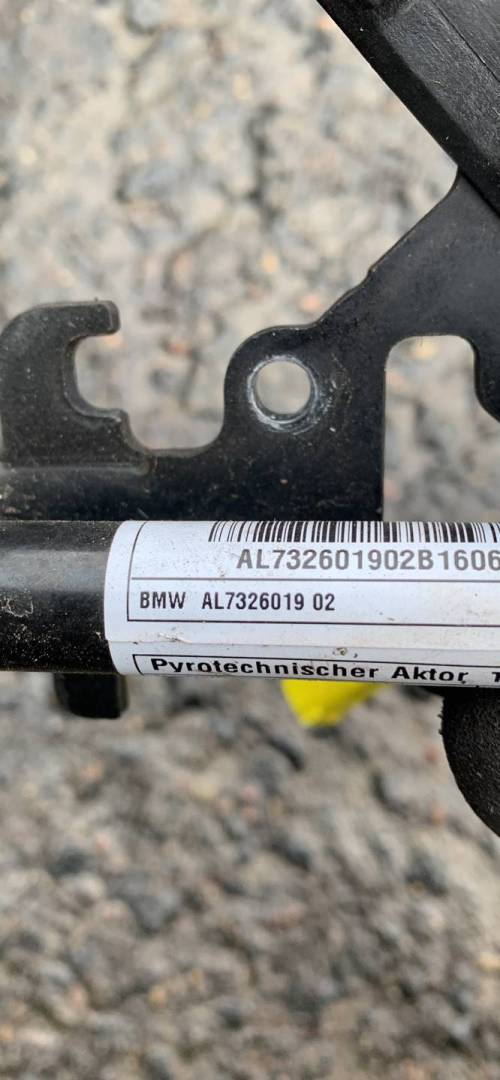 AL732601902B1606
BMW AL7326019 02
Pyrotechnischer Aktor,